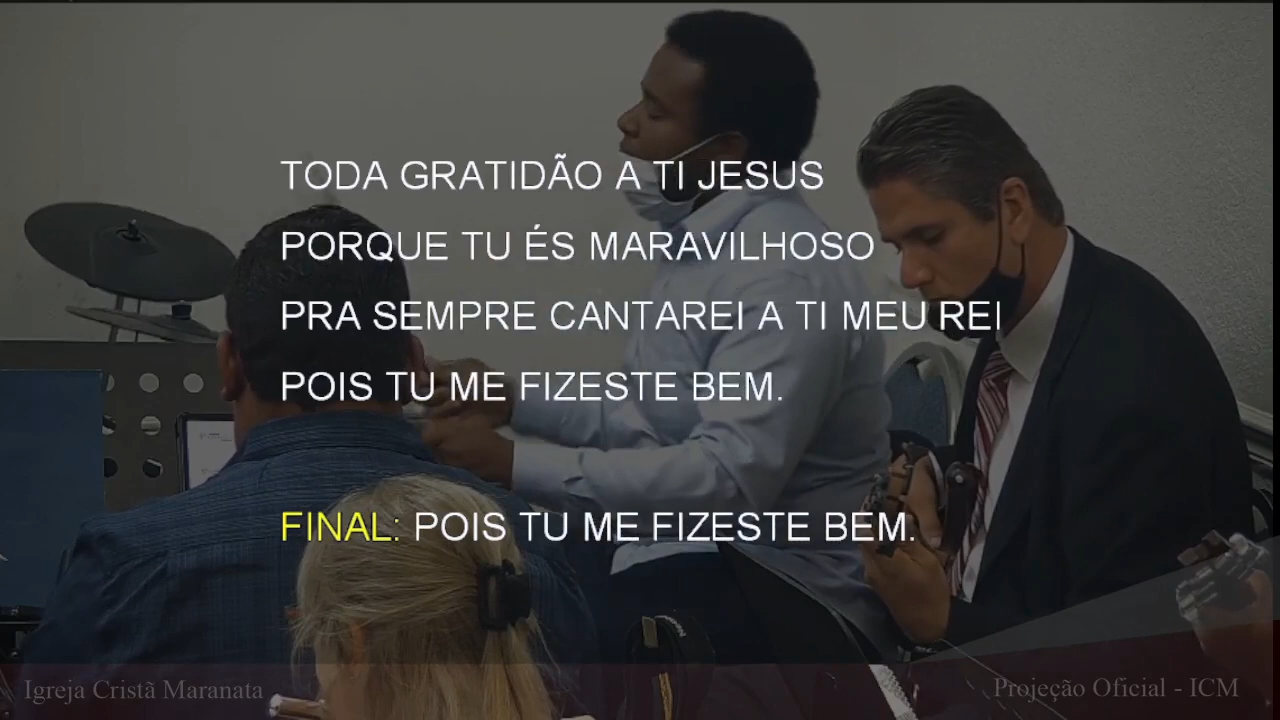 TODA GRATIDÃO A TI JESUS
PORQUE TU ÉS MARAVILHOSO
PRA SEMPRE CANTAREI A TI MEU REI
POIS TU ME FIZESTE BEM.
FINAL: POIS TU ME FIZESTE BEM.
Igreja Cristã Maranata
Projeção Oficial - ICM